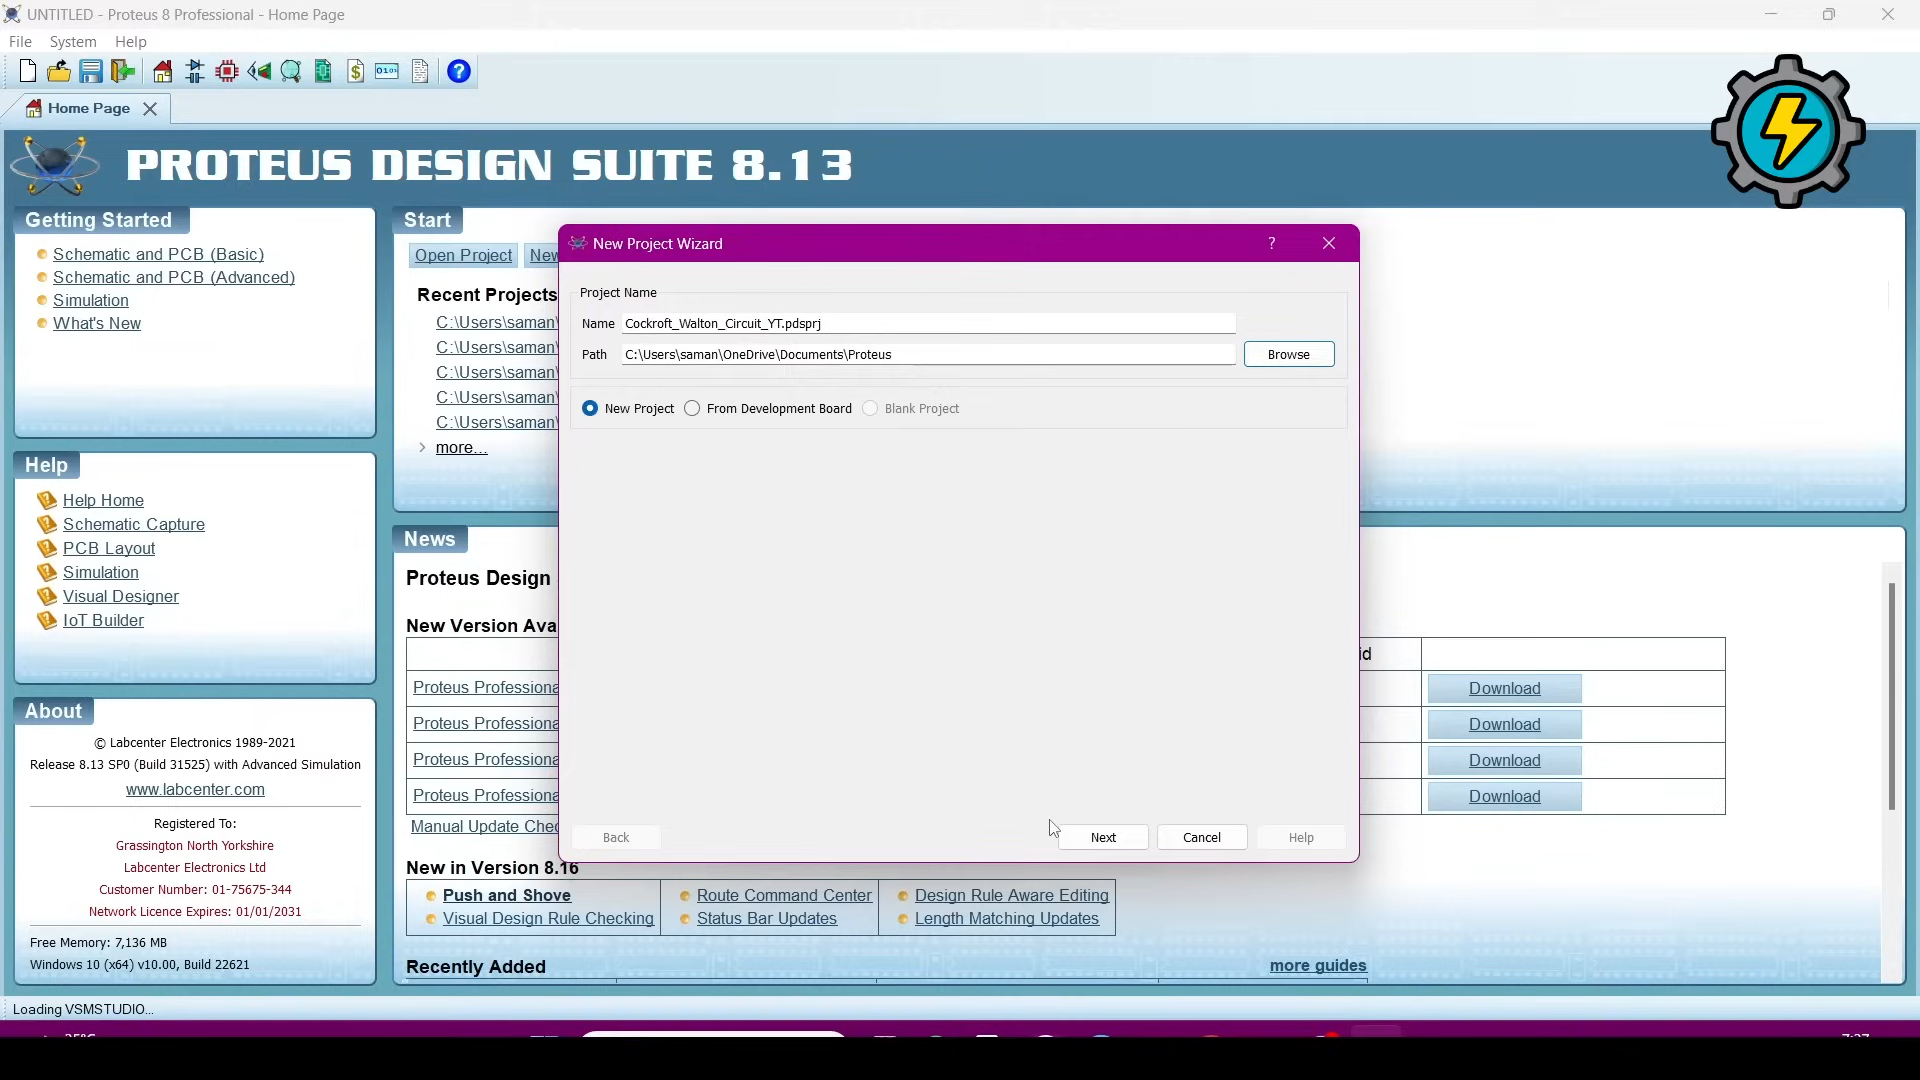 UNTITLED - Proteus 8 Professional - Home Page
File System Help
Home Page
PROTEUS DESIGN SUITE 8.13
Getting Started
Schematic and PCB (Basic)
Schematic and PCB (Advanced)
Simulation
What's New
Help
Help Home
Schematic Capture
PCB Layout
Simulation
Visual Designer
IoT Builder
About
© Labcenter Electronics 1989-2021
Release 8.13 SP0 (Build 31525) with Advanced Simulation
www.labcenter.com
Registered To:
Grassington North Yorkshire
Labcenter Electronics Ltd
Customer Number: 01-75675-344
Network Licence Expires: 01/01/2031
Free Memory: 7,136 MB
Windows 10 (x64) v10.00, Build 22621
Start
Open Project New
Recent Projects
C:\Users\saman\
C:\Users\saman\
C:\Users\saman\
C:\Users\saman\
C:\Users\saman\
more...
New Project Wizard
Project Name
Name Cockroft_Walton_Circuit_YT.pdsprj
Path C:\Users\saman\OneDrive\Documents\Proteus Browse
New Project From Development Board Blank Project
Back Next Cancel Help
News
Proteus Design
New Version Ava
id
Proteus Professiona Download
Proteus Professiona Download
Proteus Professiona Download
Proteus Professiona Download
Manual Update Chec
New in Version 8.16
Push and Shove Route Command Center Design Rule Aware Editing
Visual Design Rule Checking Status Bar Updates Length Matching Updates
Recently Added more guides
Loading VSMSTUDIO...